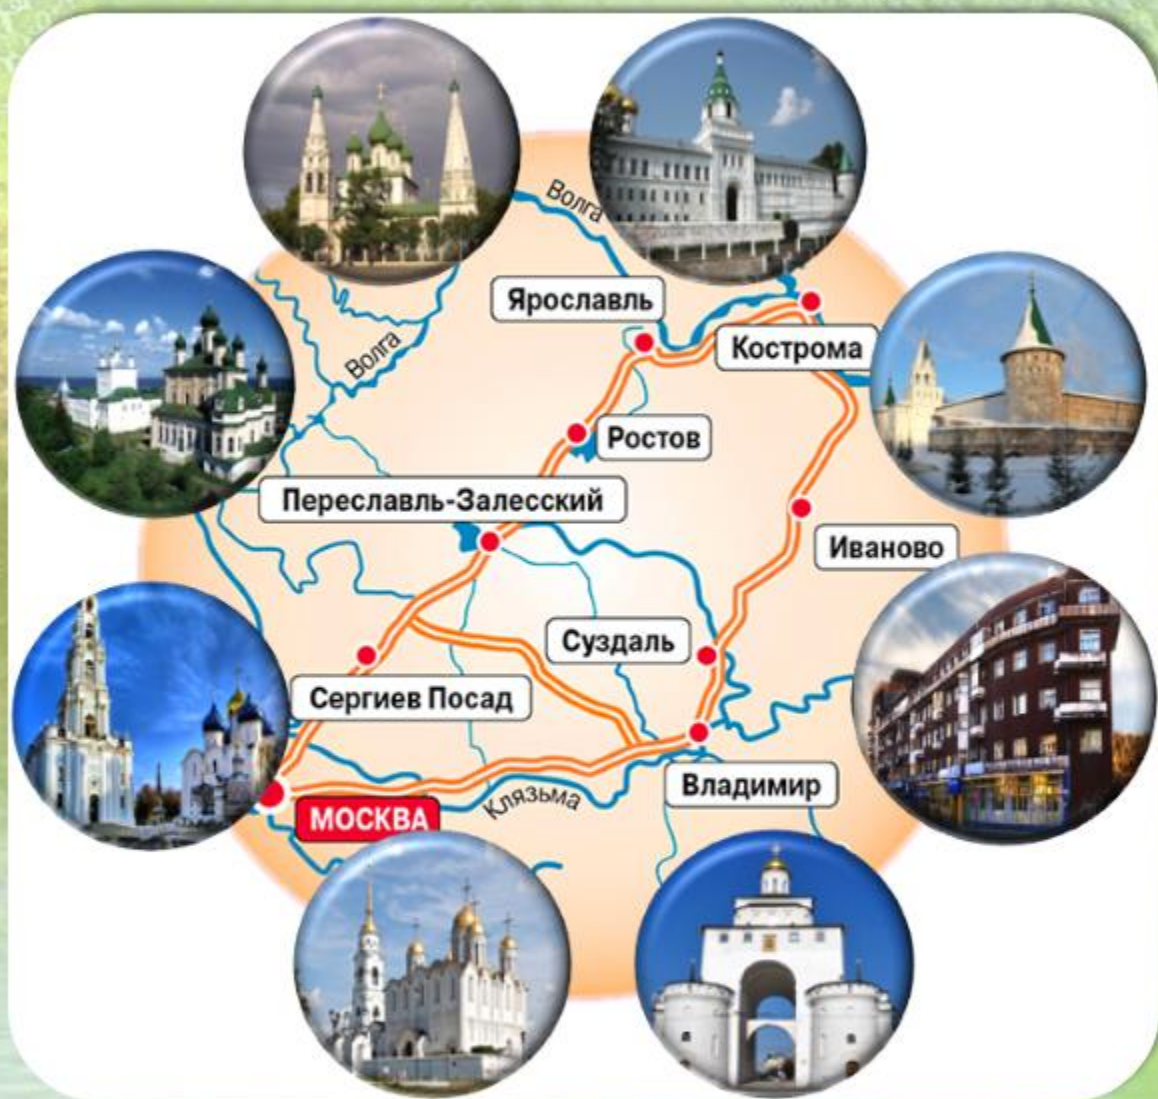 Волга
Ярославль
Волга
Кострома
Ростов
Переславль-Залесский
Иваново
Суздаль
Сергиев Посад
Владимир
Клязьма
МОСКВА